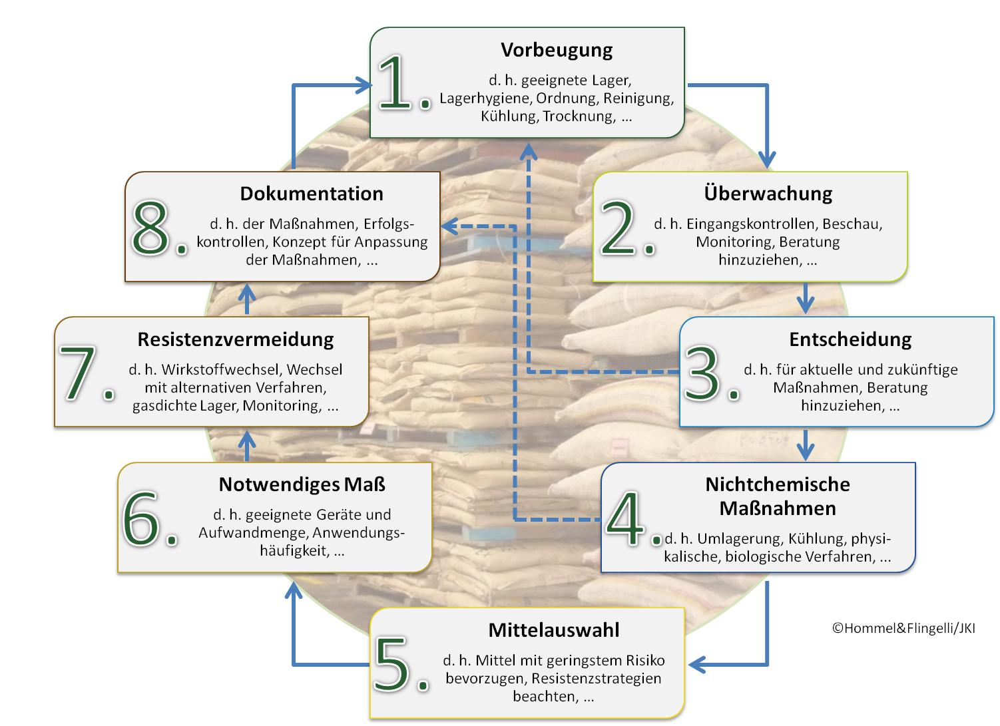 1.
Vorbeugung
d. h. geeignete Lager,
Lagerhygiene, Ordnung, Reinigung,
Kühlung, Trocknung, ...
2.
Überwachung
d. h. Eingangskontrollen, Beschau,
Monitoring, Beratung
hinzuziehen, ...
3.
Entscheidung
d. h. für aktuelle und zukünftige
Maßnahmen, Beratung
hinzuziehen, ...
4.
Nichtchemische
Maßnahmen
d. h. Umlagerung, Kühlung, physi-
kalische, biologische Verfahren, ...
5.
Mittelauswahl
d. h. Mittel mit geringstem Risiko
bevorzugen, Resistenzstrategien
beachten, ...
6.
Notwendiges Maß
d. h. geeignete Geräte und
Aufwandmenge, Anwendungs-
häufigkeit, ...
7.
Resistenzvermeidung
d. h. Wirkstoffwechsel, Wechsel
mit alternativen Verfahren,
gasdichte Lager, Monitoring, ...
8.
Dokumentation
d. h. der Maßnahmen, Erfolgs-
kontrollen, Konzept für Anpassung
der Maßnahmen, ...
©Hommel&Flingelli/JKI